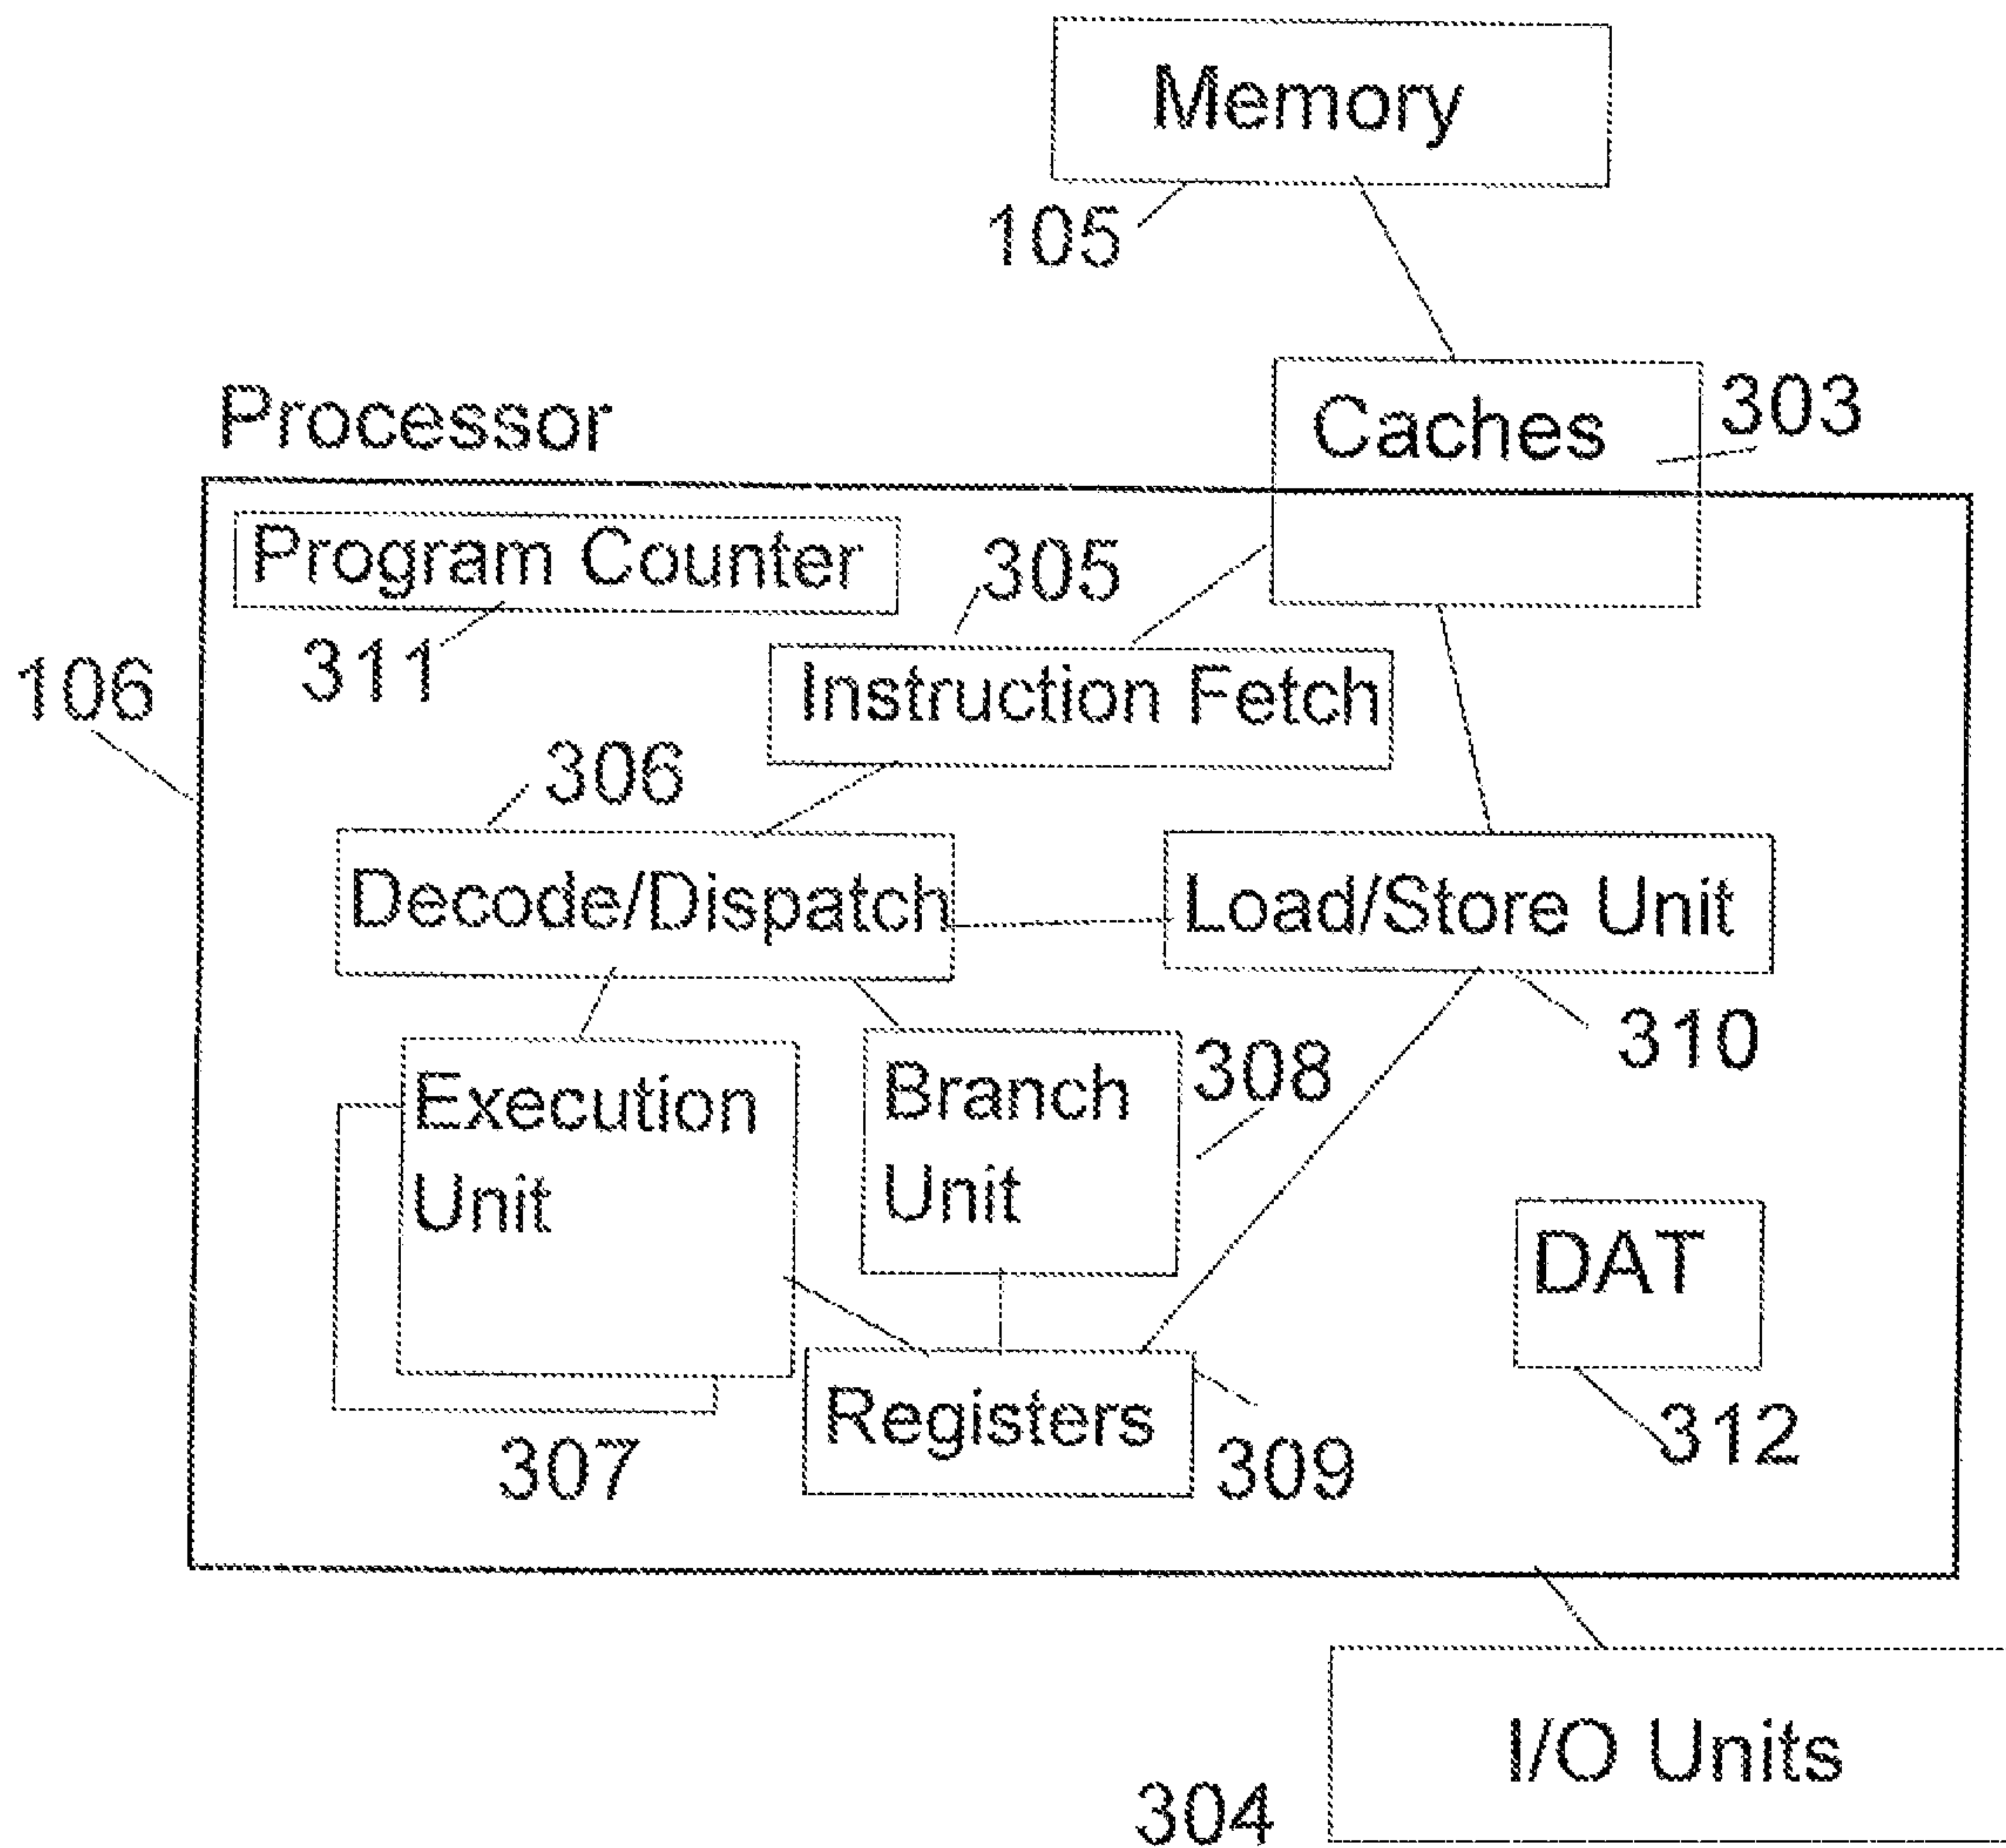 Memory
105
Processor
Caches
303
Program Counter
305
311
106
Instruction Fetch
306
Decode/Dispatch
Load/Store Unit
310
Execution
Unit
Branch
Unit
308
DAT
Registers
307
309
312
I/O Units
304